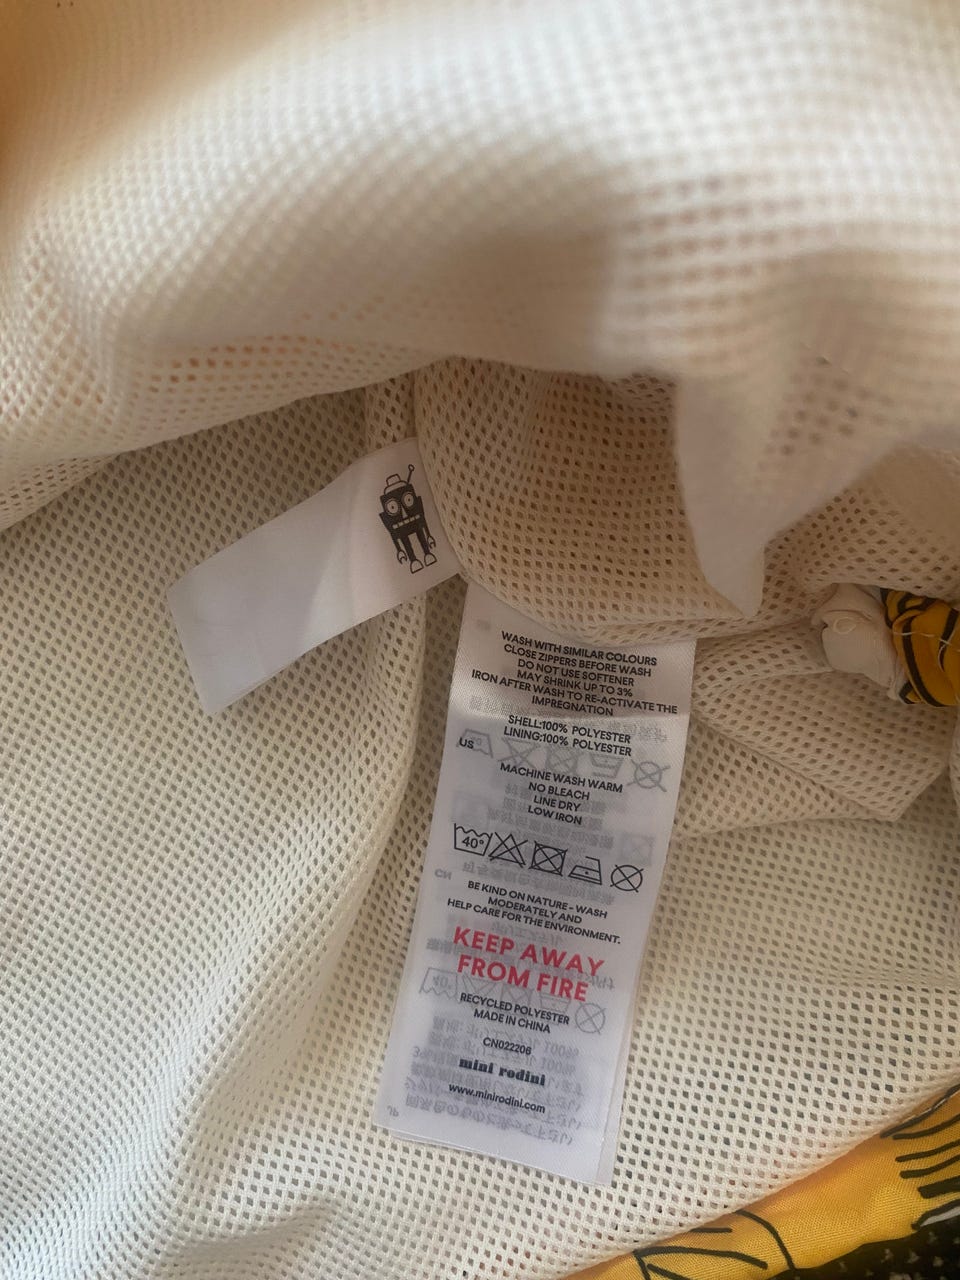 WASH WITH SIMILAR COLOURS
CLOSE ZIPPERS BEFORE WASH
DO NOT USE SOFTENER
MAY SHRINK UP TO 3%
IRON AFTER WASH TO RE-ACTIVATE THE
IMPREGNATION
SHELL:100% POLYESTER
LINING:100% POLYESTER
US
MACHINE WASH WARM
NO BLEACH
LINE DRY
LOW IRON
40°
BE KIND ON NATURE - WASH
MODERATELY AND
HELP CARE FOR THE ENVIRONMENT.
KEEP AWAY
FROM FIRE
RECYCLED POLYESTER
MADE IN CHINA
CN022206
mini rodini
www.minirodini.com